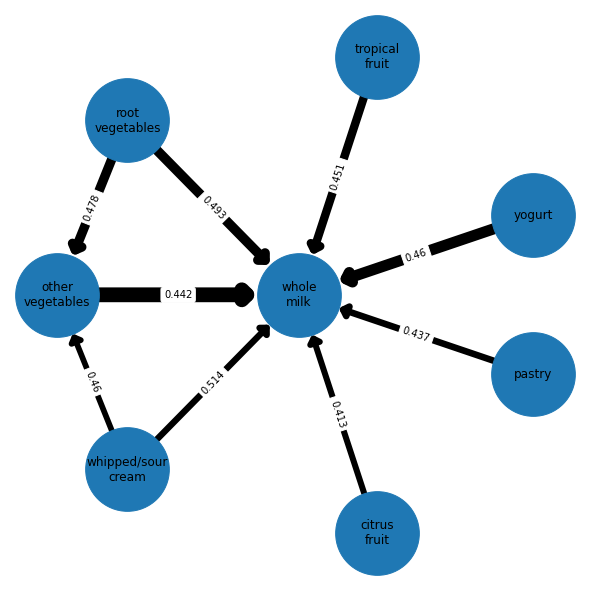 tropical
fruit
root
vegetables
0.451
0.478
0.493
yogurt
0.46
other
vegetables
0.442
whole
milk
0.437
pastry
0.46
0.514
0.413
whipped/sour
cream
citrus
fruit